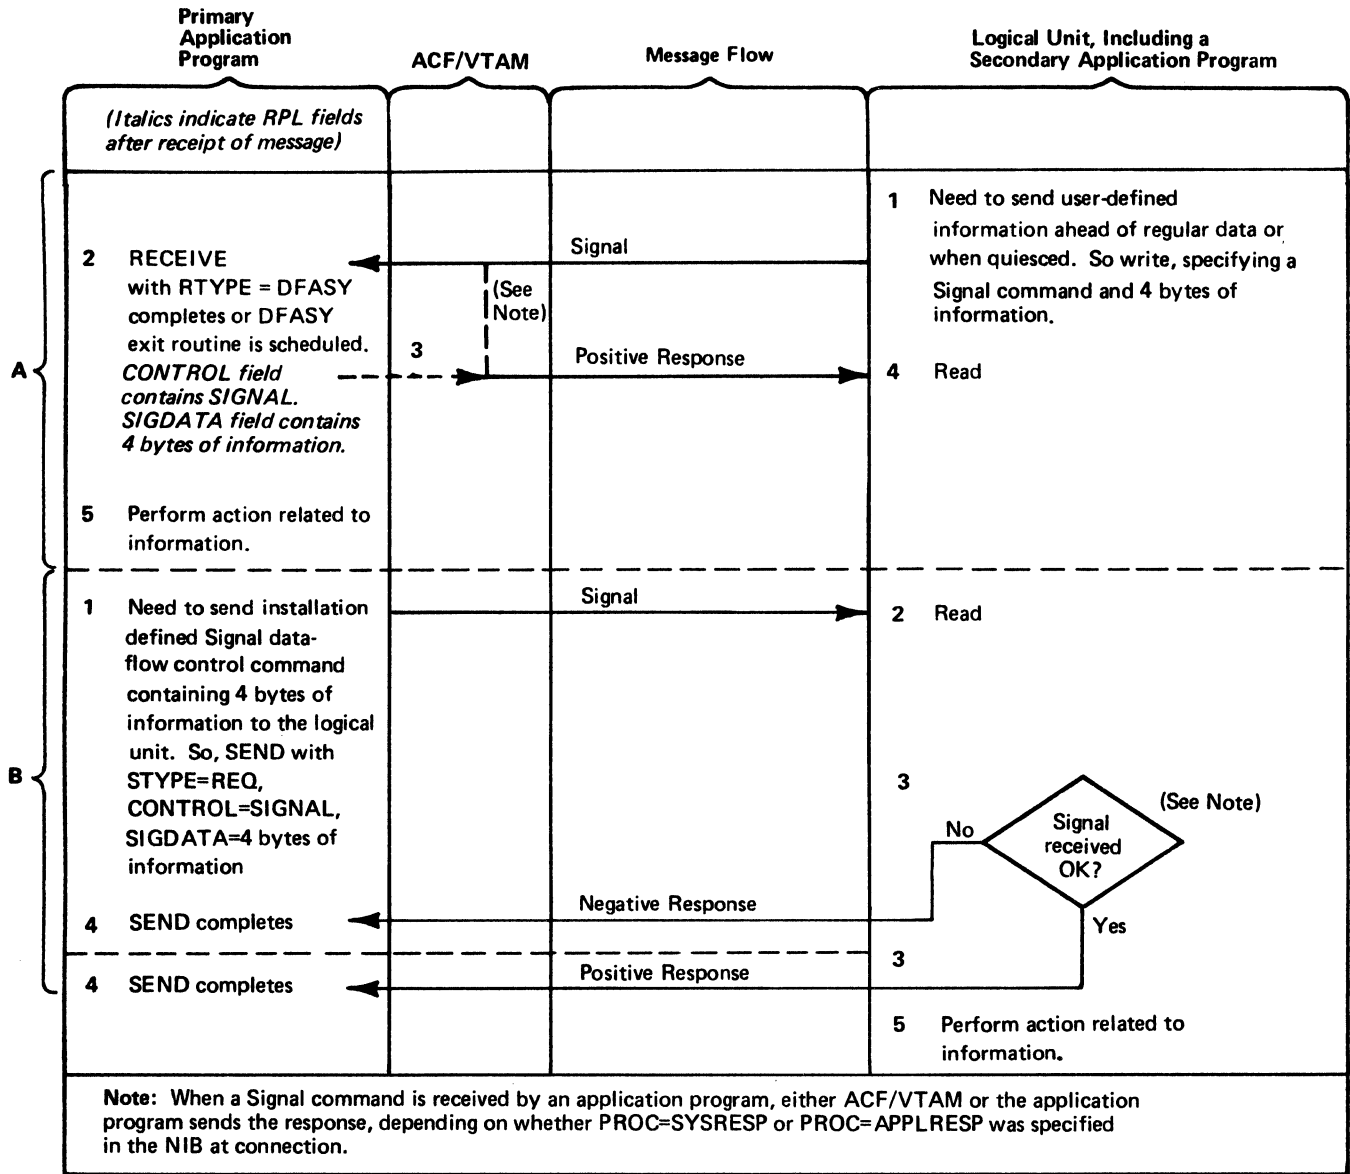 Primary
Application
Program
ACF/VTAM
Message Flow
Logical Unit, Including a
Secondary Application Program
(Italics indicate RPL fields
after receipt of message)
A
1 Need to send user-defined
information ahead of regular data or
when quiesced. So write, specifying a
Signal command and 4 bytes of
information.
Signal
2 RECEIVE
with RTYPE = DFASY
completes or DFASY
exit routine is scheduled.
CONTROL field
contains SIGNAL.
SIGDATA field contains
4 bytes of information.
(See
Note)
3
Positive Response
4 Read
5 Perform action related to
information.
B
1 Need to send installation
defined Signal data-
flow control command
containing 4 bytes of
information to the logical
unit. So, SEND with
STYPE=REQ,
CONTROL=SIGNAL,
SIGDATA=4 bytes of
information
Signal
2 Read
3
(See Note)
Signal
received
OK?
No
Yes
Negative Response
4 SEND completes
3
Positive Response
4 SEND completes
5 Perform action related to
information.
Note: When a Signal command is received by an application program, either ACF/VTAM or the application
program sends the response, depending on whether PROC=SYSRESP or PROC=APPLRESP was specified
in the NIB at connection.